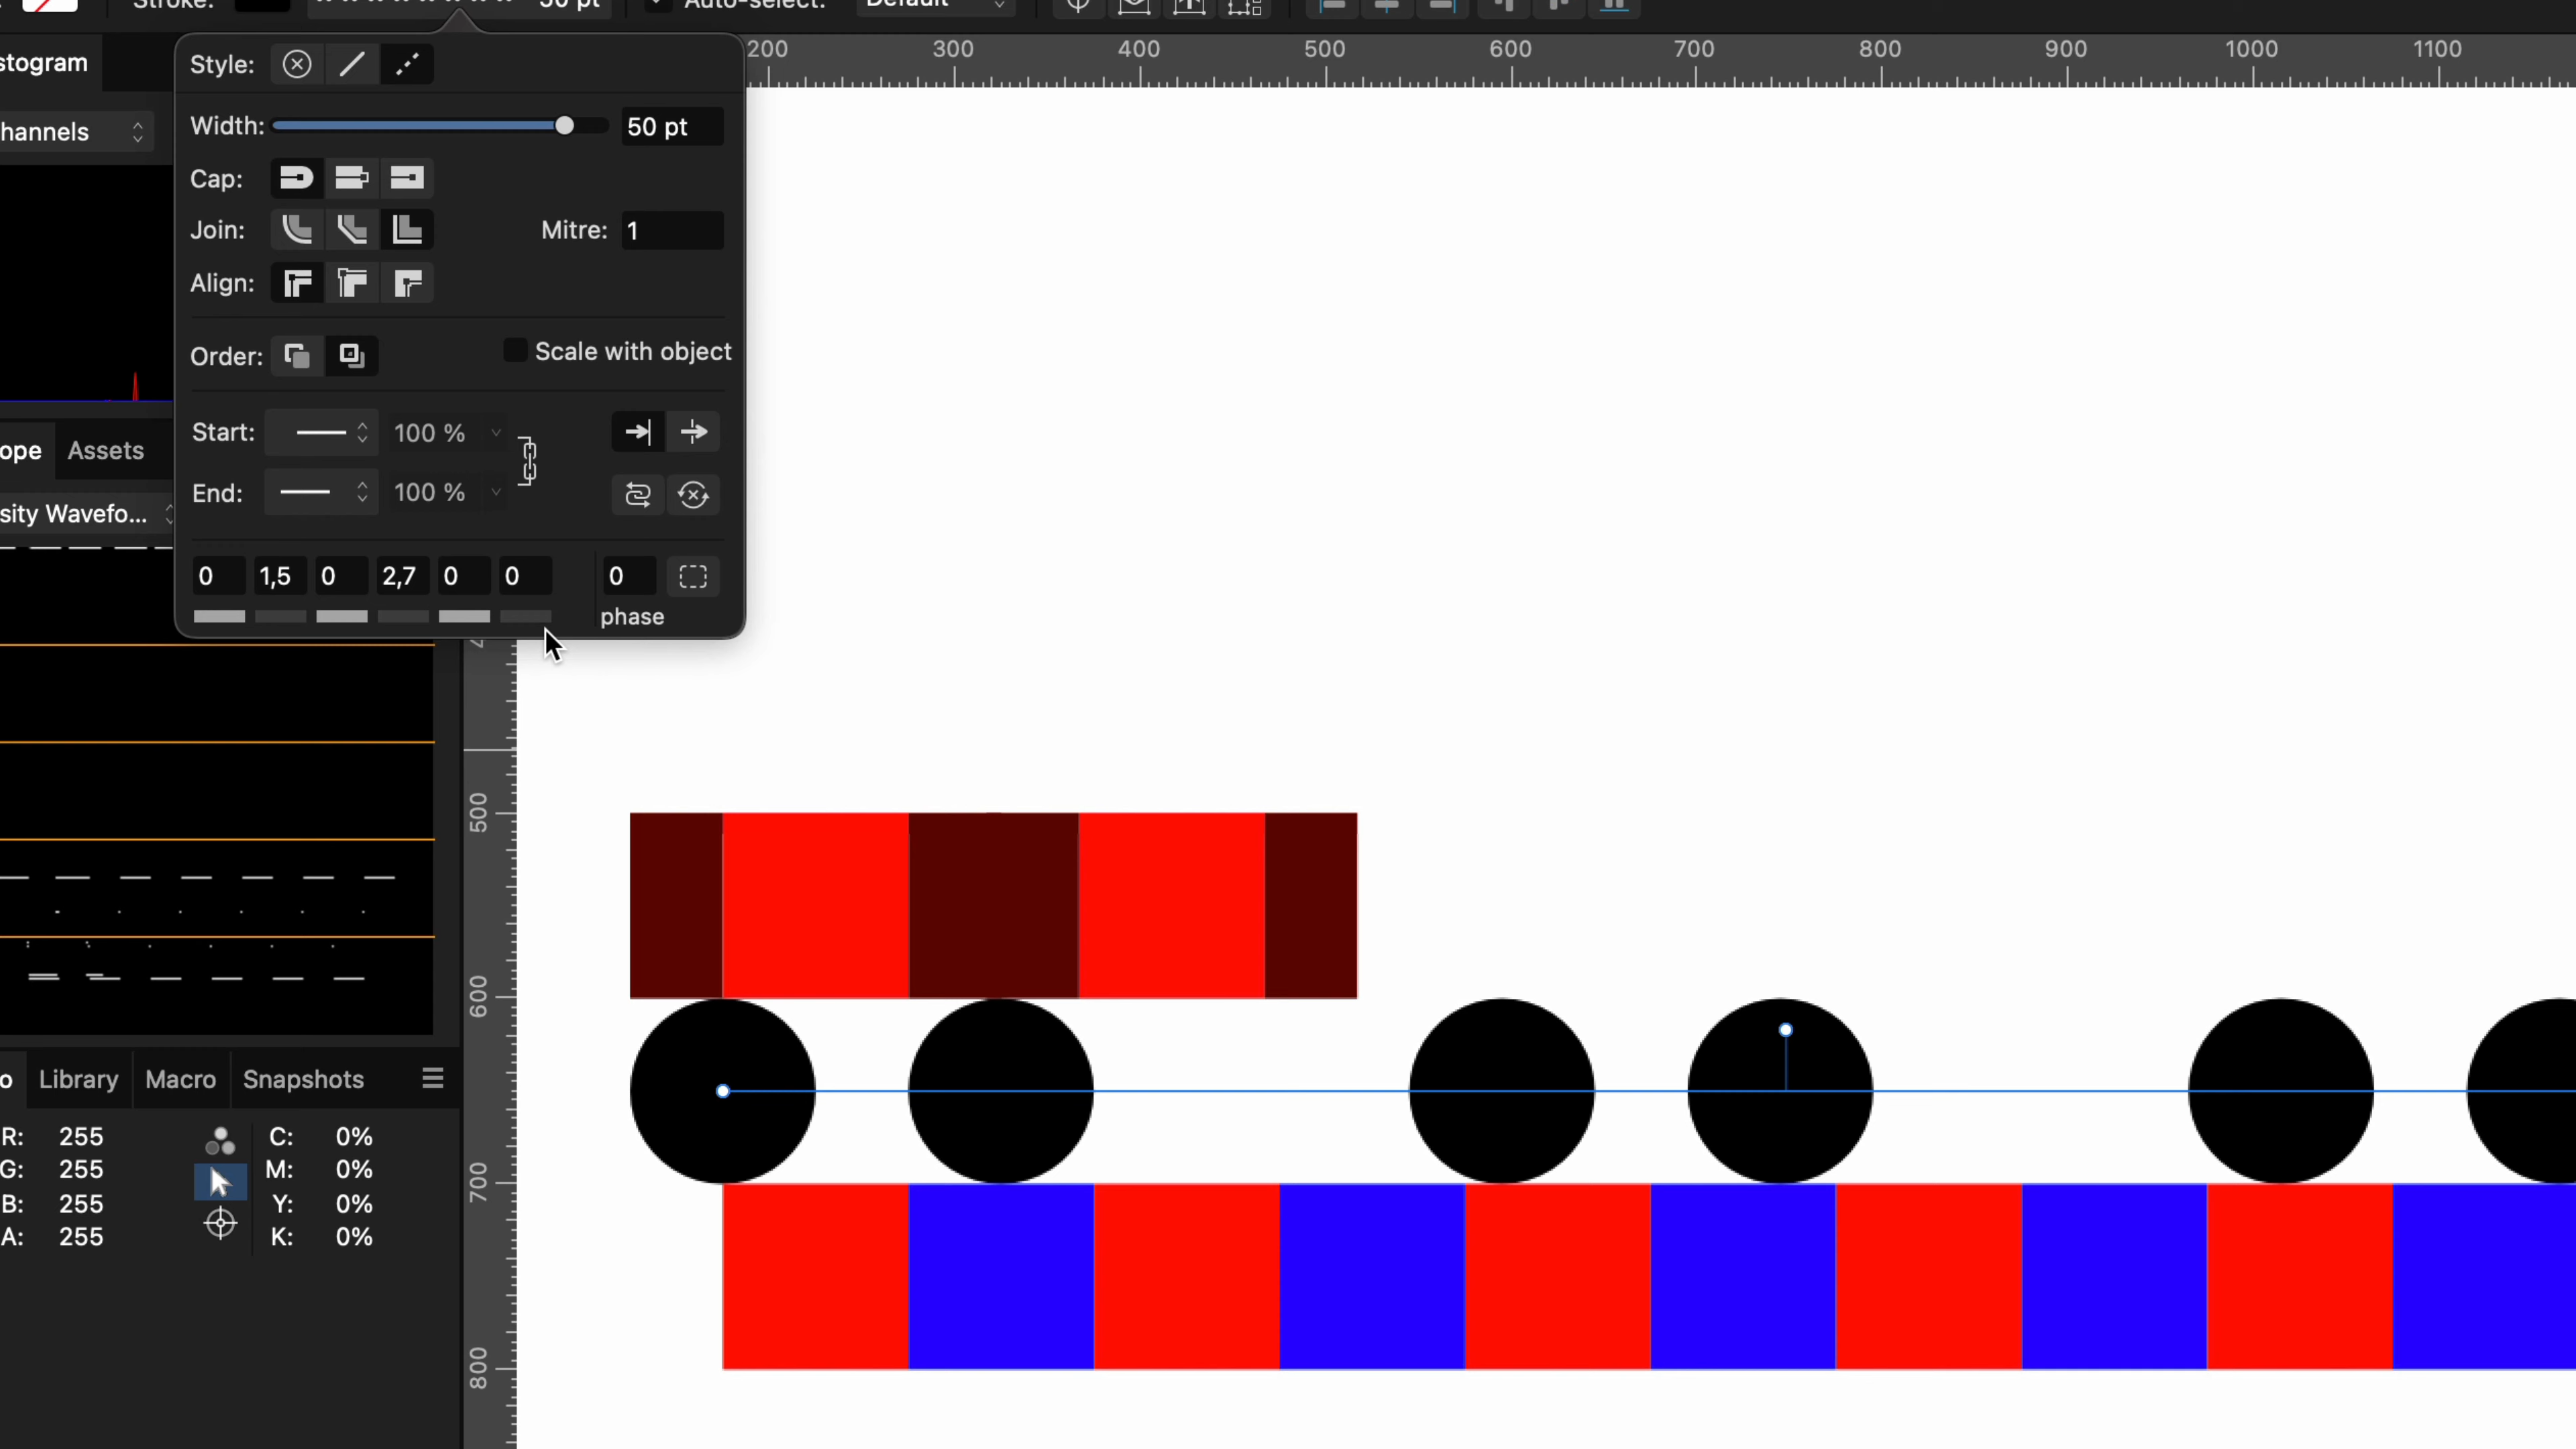 Stroke: 50 pt Auto-select: Default
stogram
Style:
200 300 400 500 600 700 800 900 1000 1100
hannels
Width: 50 pt
Cap:
Join: Mitre: 1
Align:
Order: Scale with object
Start: 100 %
ope Assets
End: 100 %
sity Wavefo...
0 1,5 0 2,7 0 0 0
phase
500
600
700
800
o Library Macro Snapshots
R: 255 C: 0%
G: 255 M: 0%
B: 255 Y: 0%
A: 255 K: 0%